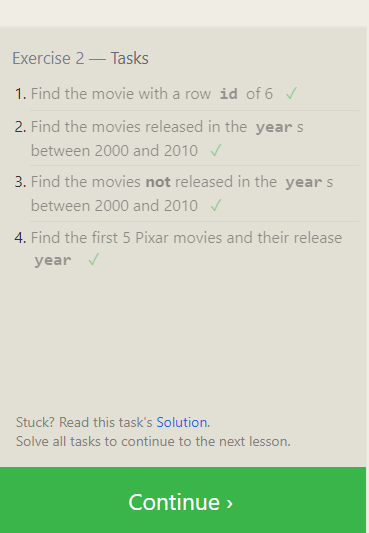 Exercise 2 — Tasks
1. Find the movie with a row id of 6 ✓
2. Find the movies released in the year s
between 2000 and 2010 ✓
3. Find the movies not released in the year s
between 2000 and 2010 ✓
4. Find the first 5 Pixar movies and their release
year ✓
Stuck? Read this task's Solution.
Solve all tasks to continue to the next lesson.
Continue ›